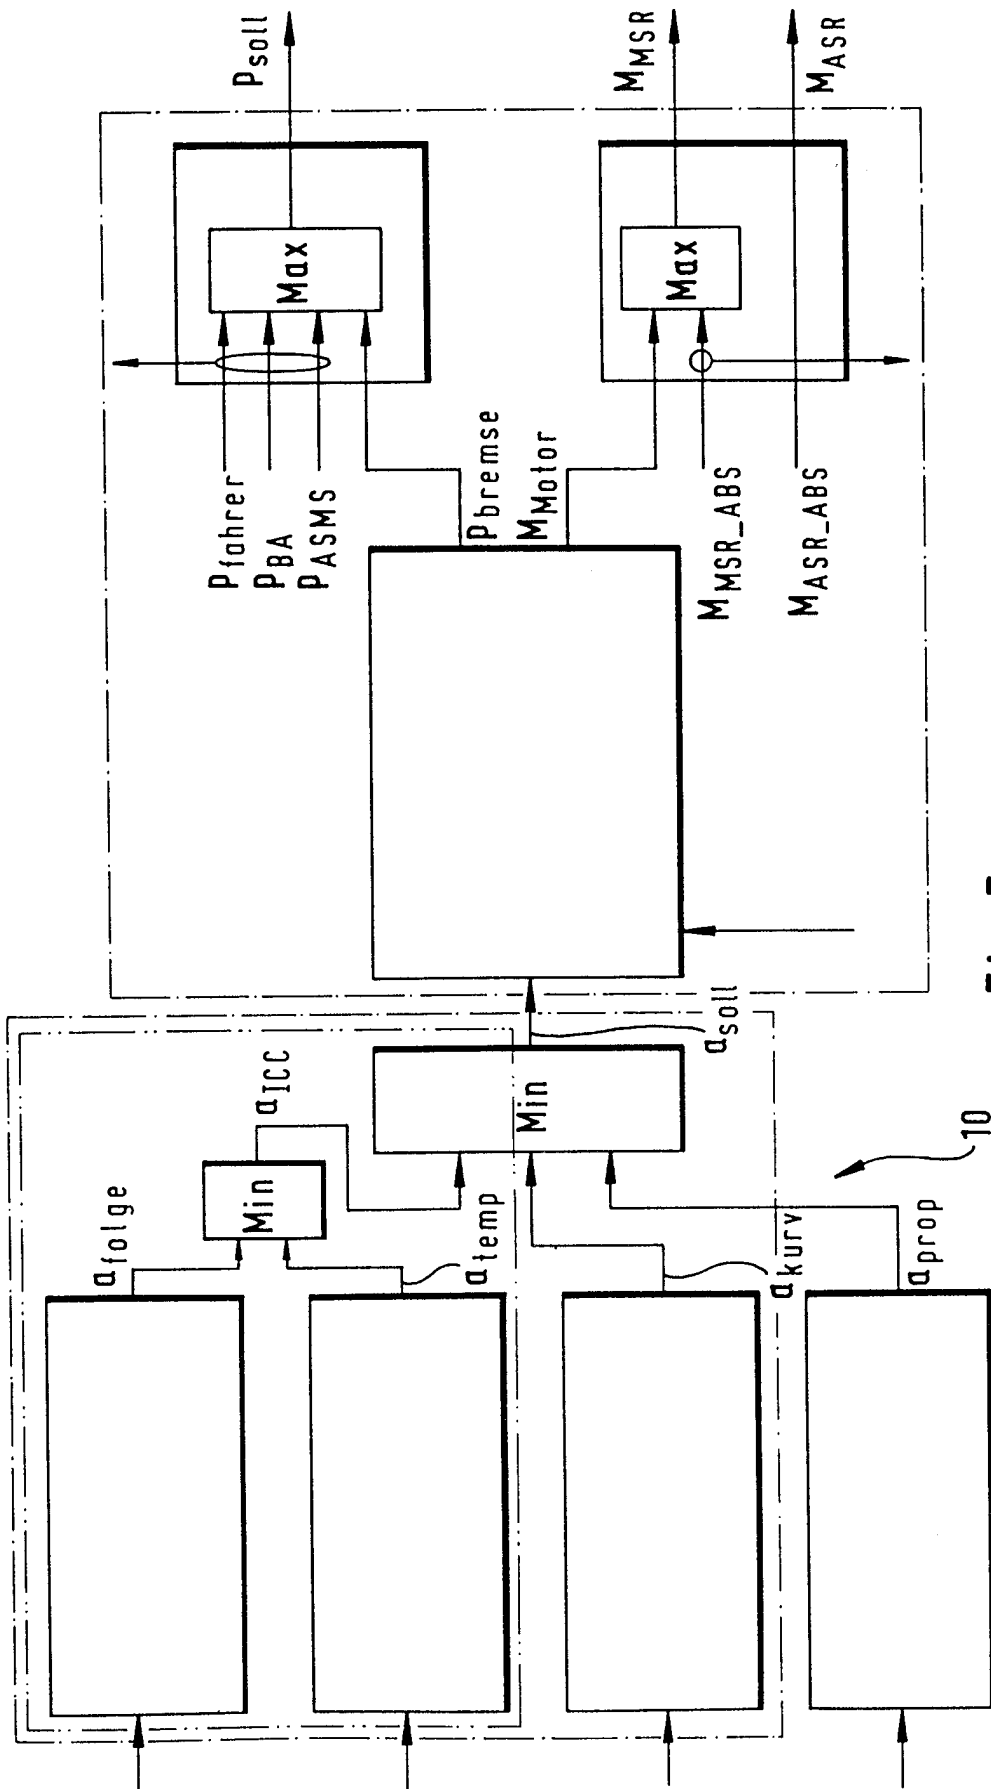 a_folge
a_ICC
Min
a_temp
Min
a_soll
a_kurv
a_prop
10
P_fahrer
P_BA
P_ASMS
Max
P_soll
P_bremse
M_Motor
M_MSR_ABS
M_ASR_ABS
Max
M_MSR
M_ASR